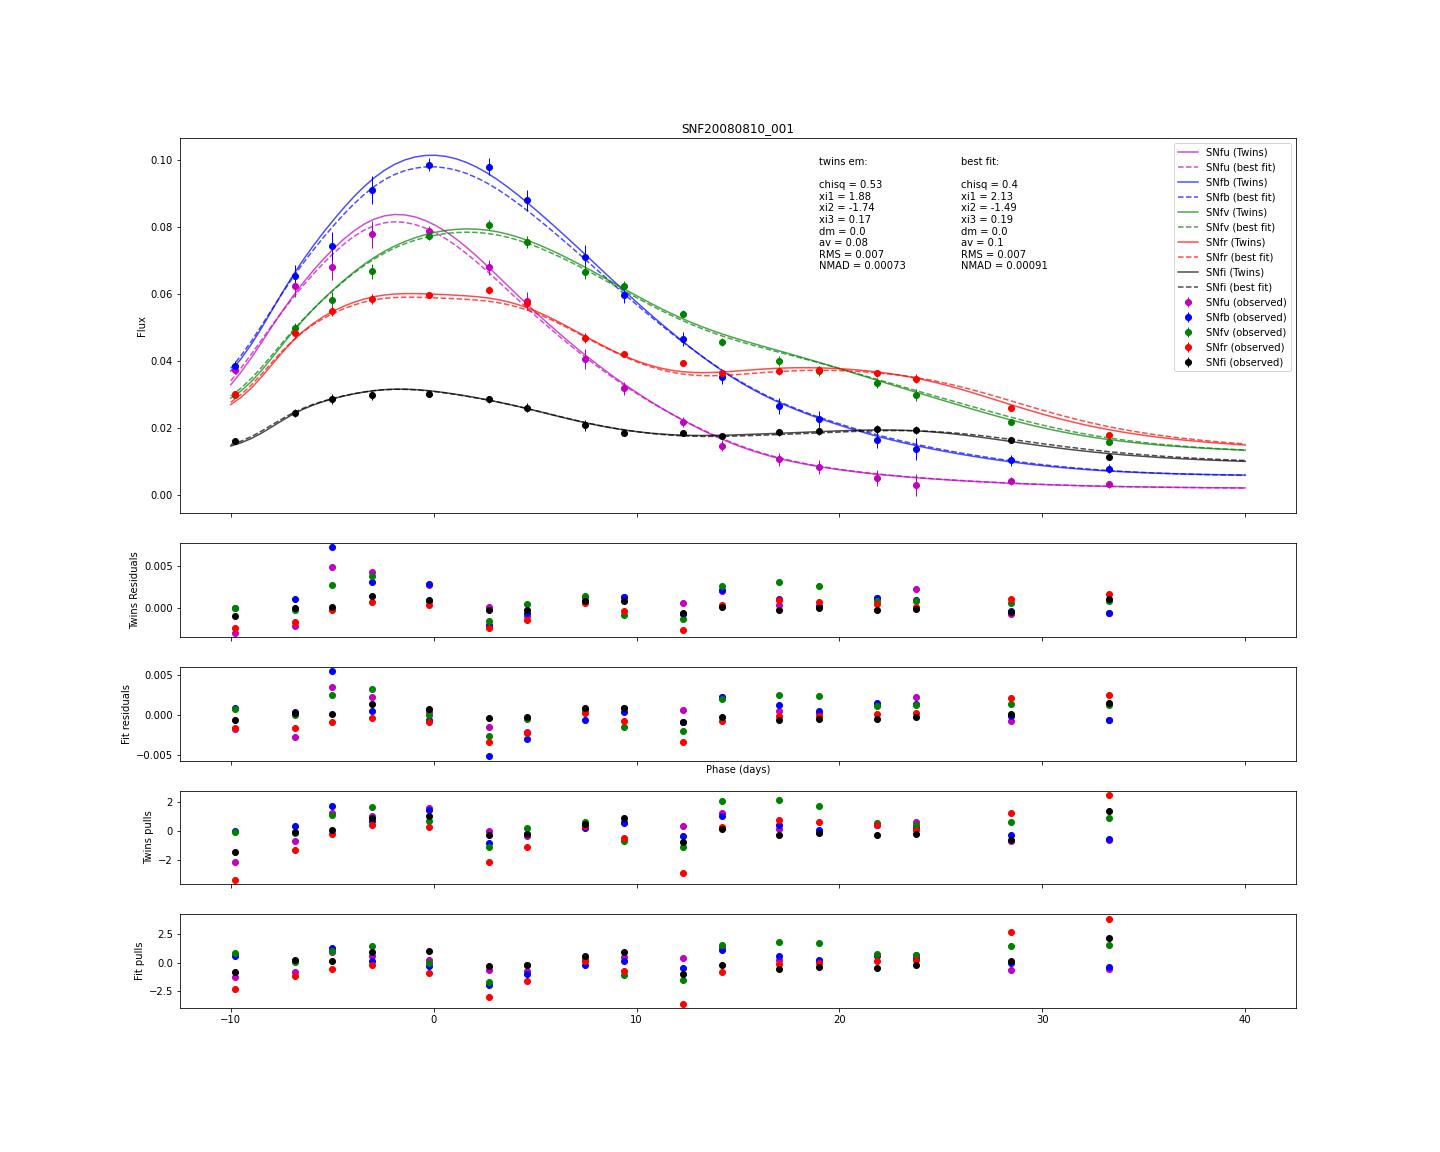 SNF20080810_001
twins em:
chisq = 0.53
xi1 = 1.88
xi2 = -1.74
xi3 = 0.17
dm = 0.0
av = 0.08
RMS = 0.007
NMAD = 0.00073
best fit:
chisq = 0.4
xi1 = 2.13
xi2 = -1.49
xi3 = 0.19
dm = 0.0
av = 0.1
RMS = 0.007
NMAD = 0.00091
SNfu (Twins)
SNfu (best fit)
SNfb (Twins)
SNfb (best fit)
SNfv (Twins)
SNfv (best fit)
SNfr (Twins)
SNfr (best fit)
SNfi (Twins)
SNfi (best fit)
SNfu (observed)
SNfb (observed)
SNfv (observed)
SNfr (observed)
SNfi (observed)
Flux
0.10
0.08
0.06
0.04
0.02
0.00
Twins Residuals
0.005
0.000
Fit residuals
0.005
0.000
−0.005
Phase (days)
Twins pulls
2
0
−2
Fit pulls
2.5
0.0
−2.5
−10
0
10
20
30
40